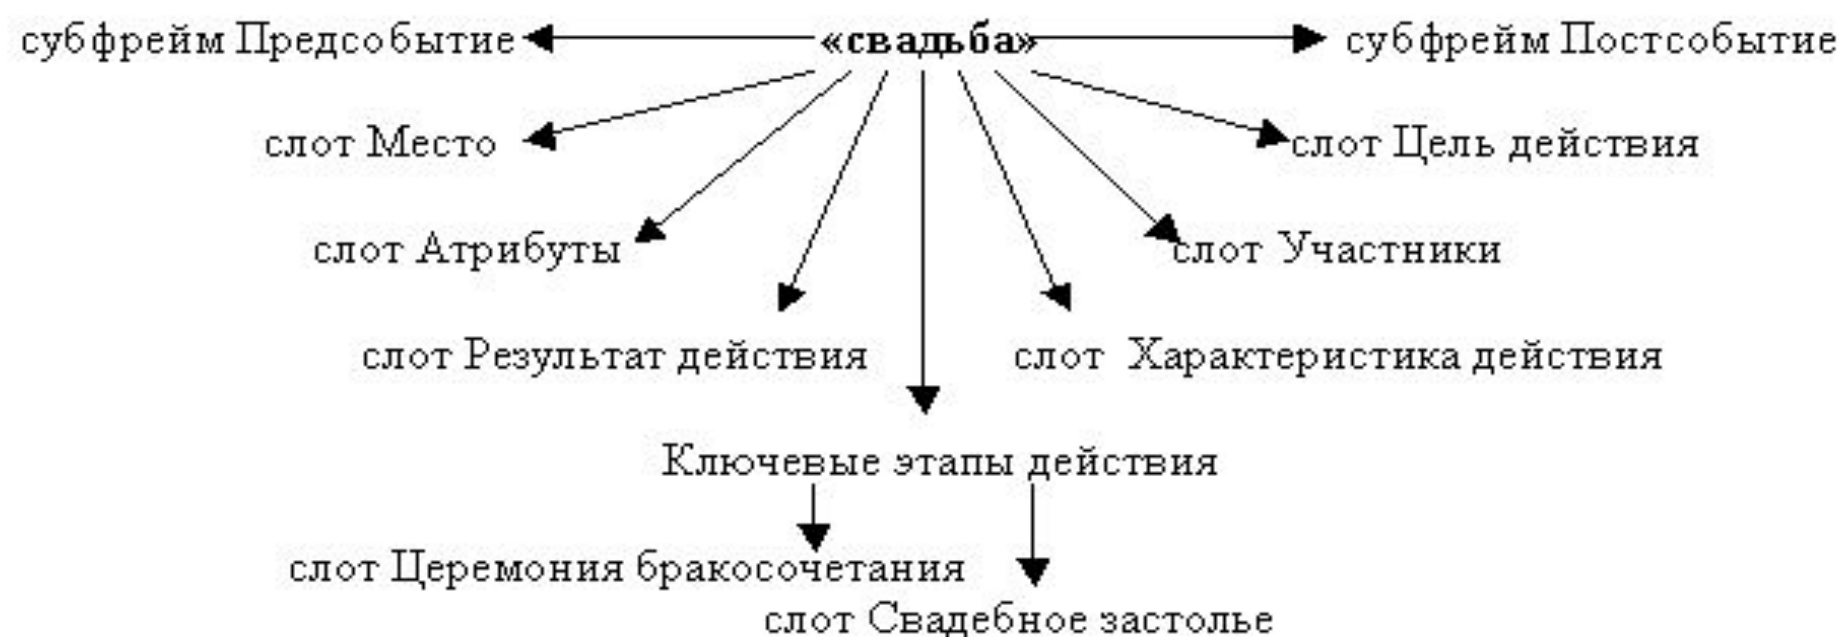 субфрейм Предсобытие «свадьба» субфрейм Постсобытие
слот Место слот Цель действия
слот Атрибуты слот Участники
слот Результат действия слот Характеристика действия
Ключевые этапы действия
слот Церемония бракосочетания
слот Свадебное застолье